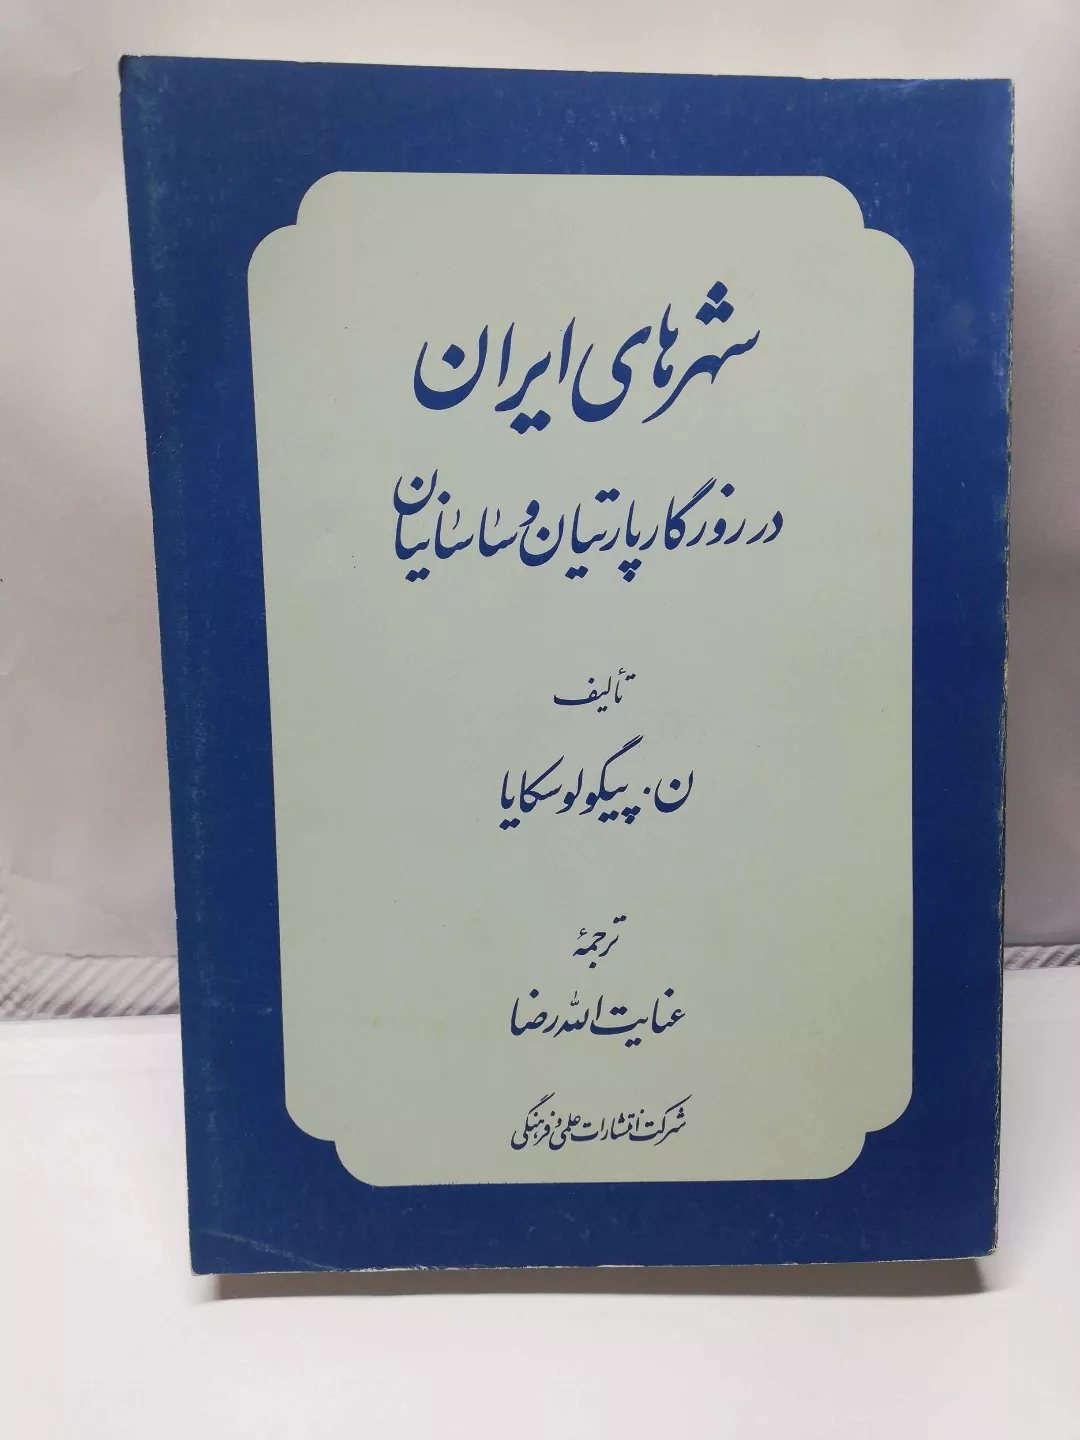 شهرهای ایران
در روزگار پارتیان و ساسانیان
تألیف
ن. پیگولوسکایا
ترجمهٔ
عنایت الله رضا
شرکت انتشارات علمی و فرهنگی